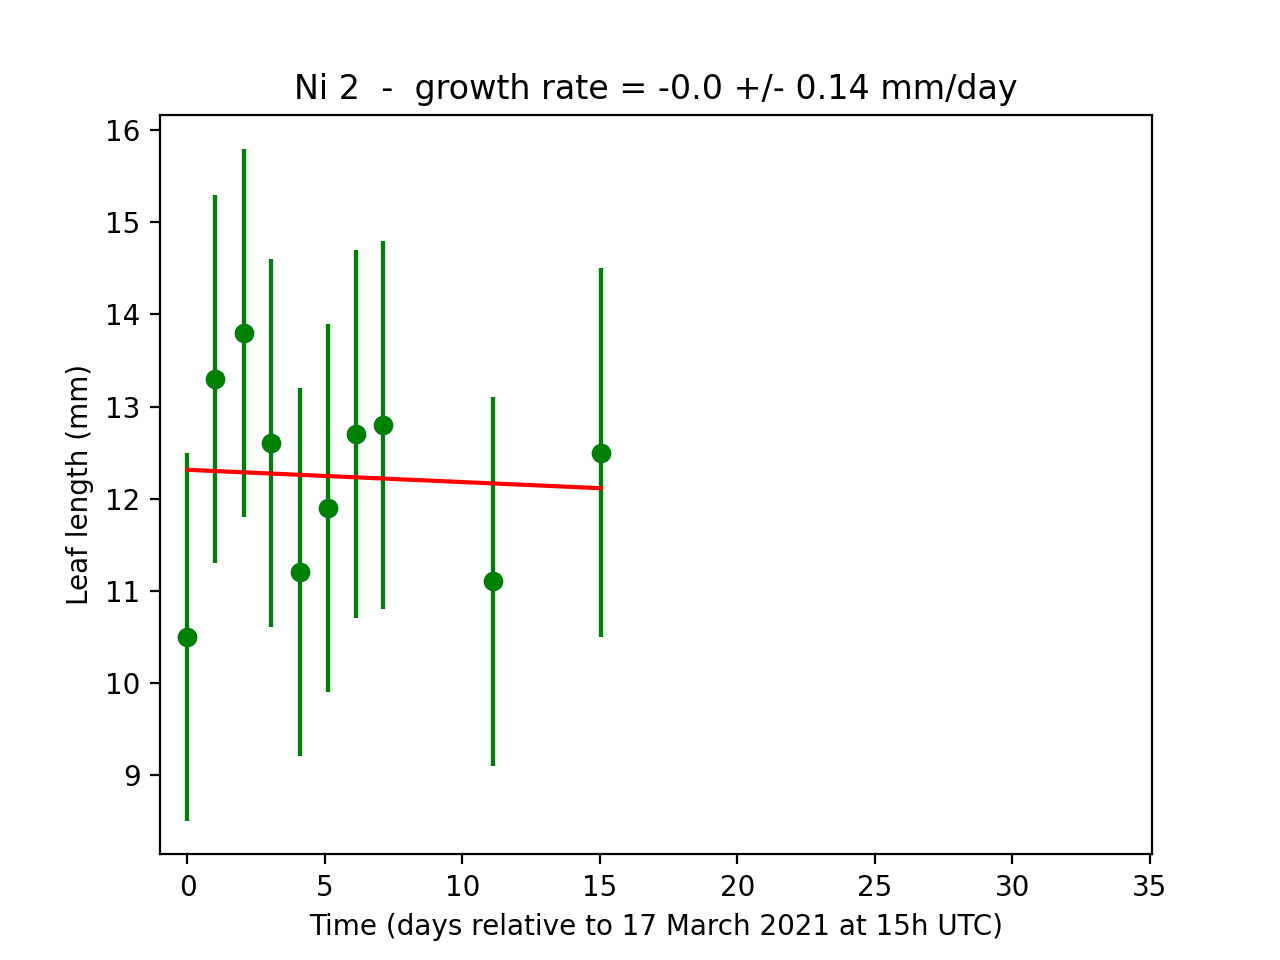 Ni 2 - growth rate = -0.0 +/- 0.14 mm/day
16
15
14
13
12
11
10
9
Leaf length (mm)
0 5 10 15 20 25 30 35
Time (days relative to 17 March 2021 at 15h UTC)